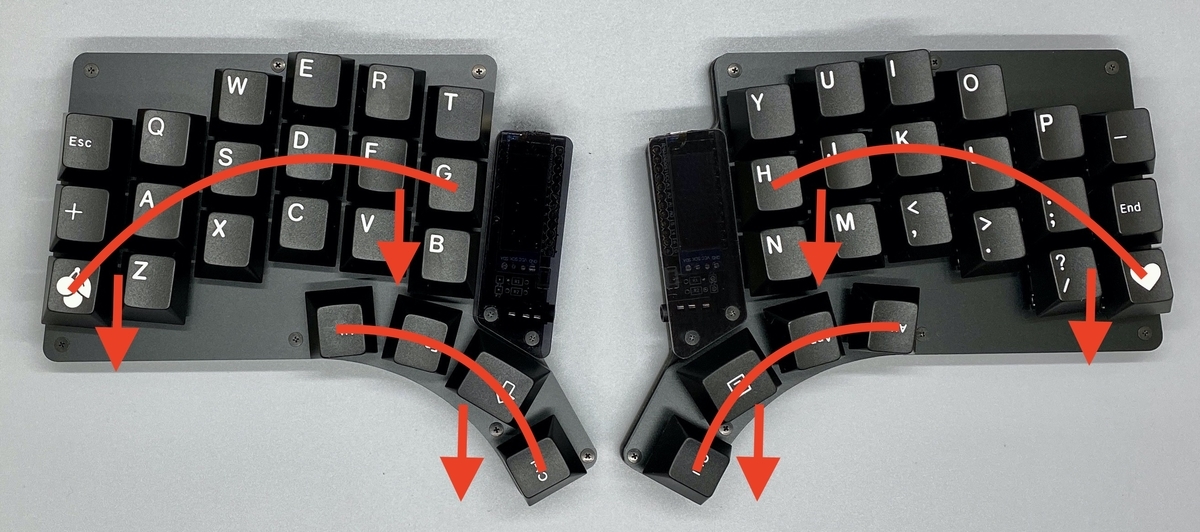 Esc Q W E R T
+ A S D F G
Z X C V B
Y U I O P _
H J K L : ; End
N M < , > . ? /